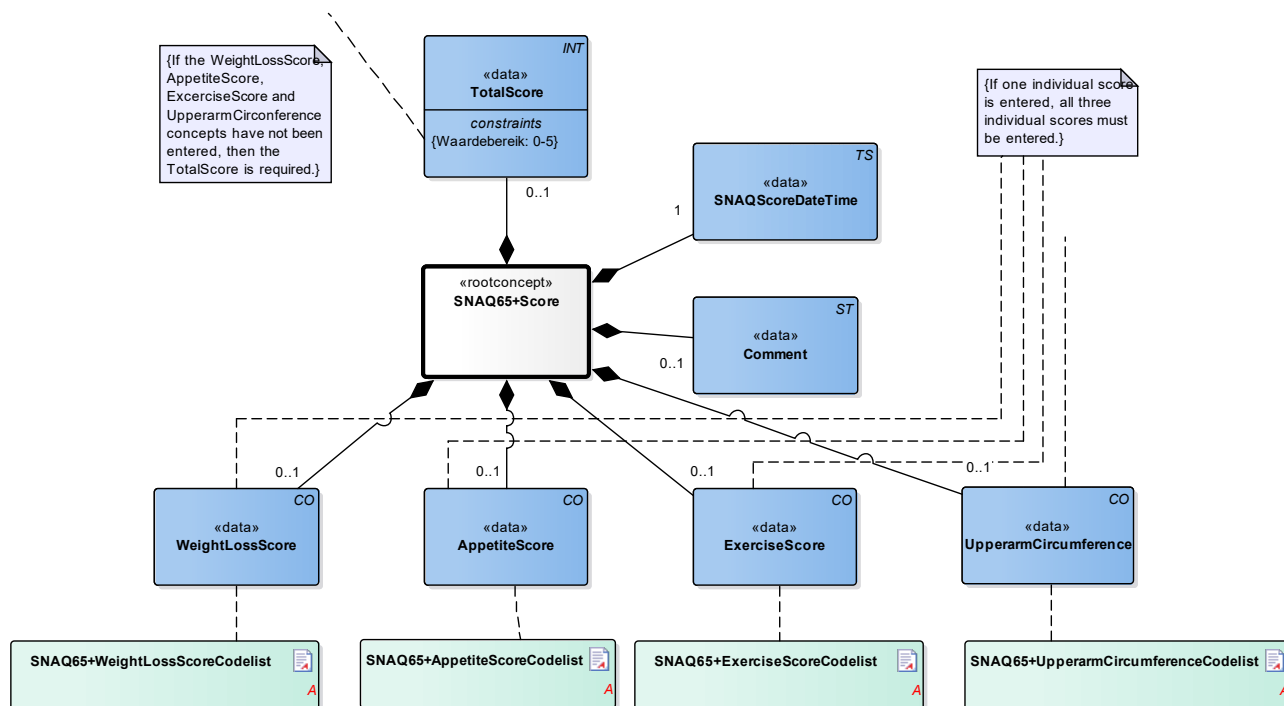 {If the WeightLossScore,
AppetiteScore,
ExcerciseScore and
UpperarmCirconference
concepts have not been
entered, then the
TotalScore is required.}
INT
«data»
TotalScore
constraints
{Waardebereik: 0-5}
{If one individual score
is entered, all three
individual scores must
be entered.}
0..1
TS
«data»
SNAQScoreDateTime
1
«rootconcept»
SNAQ65+Score
ST
«data»
Comment
0..1
0..1
0..1
0..1
0..1
CO
«data»
WeightLossScore
CO
«data»
AppetiteScore
CO
«data»
ExerciseScore
CO
«data»
UpperarmCircumference
SNAQ65+WeightLossScoreCodelist
A
SNAQ65+AppetiteScoreCodelist
A
SNAQ65+ExerciseScoreCodelist
A
SNAQ65+UpperarmCircumferenceCodelist
A